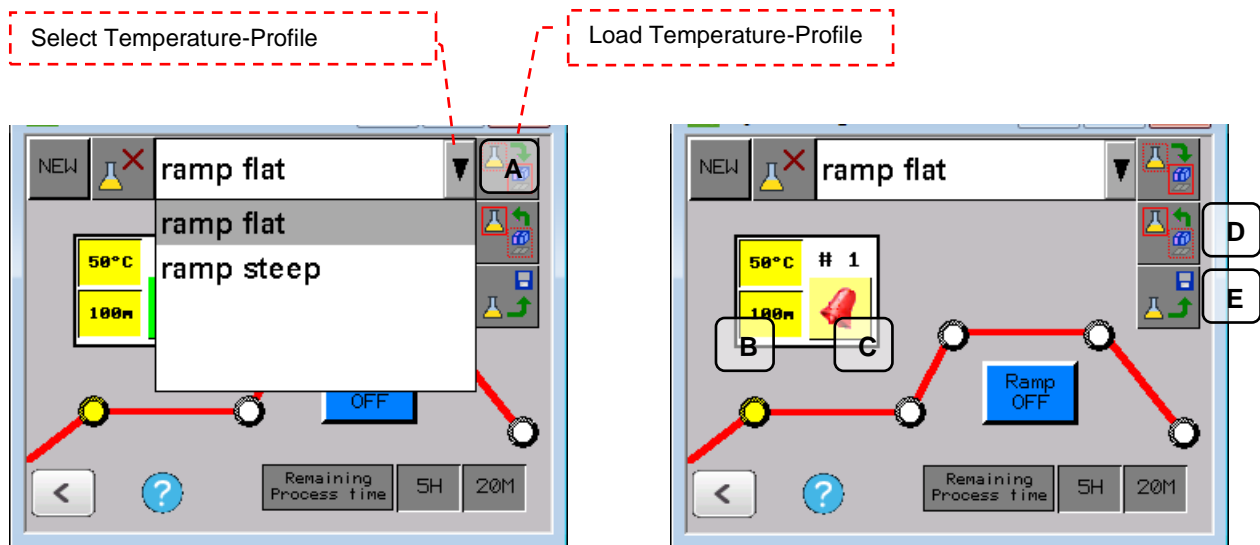 Select Temperature-Profile
Load Temperature-Profile
NEW
ramp flat
A
ramp flat
ramp steep
50°C
100m
OFF
Remaining
Process time
5H
20M
<
?
NEW
ramp flat
D
E
50°C
# 1
100m
B
C
Ramp
OFF
Remaining
Process time
5H
20M
<
?